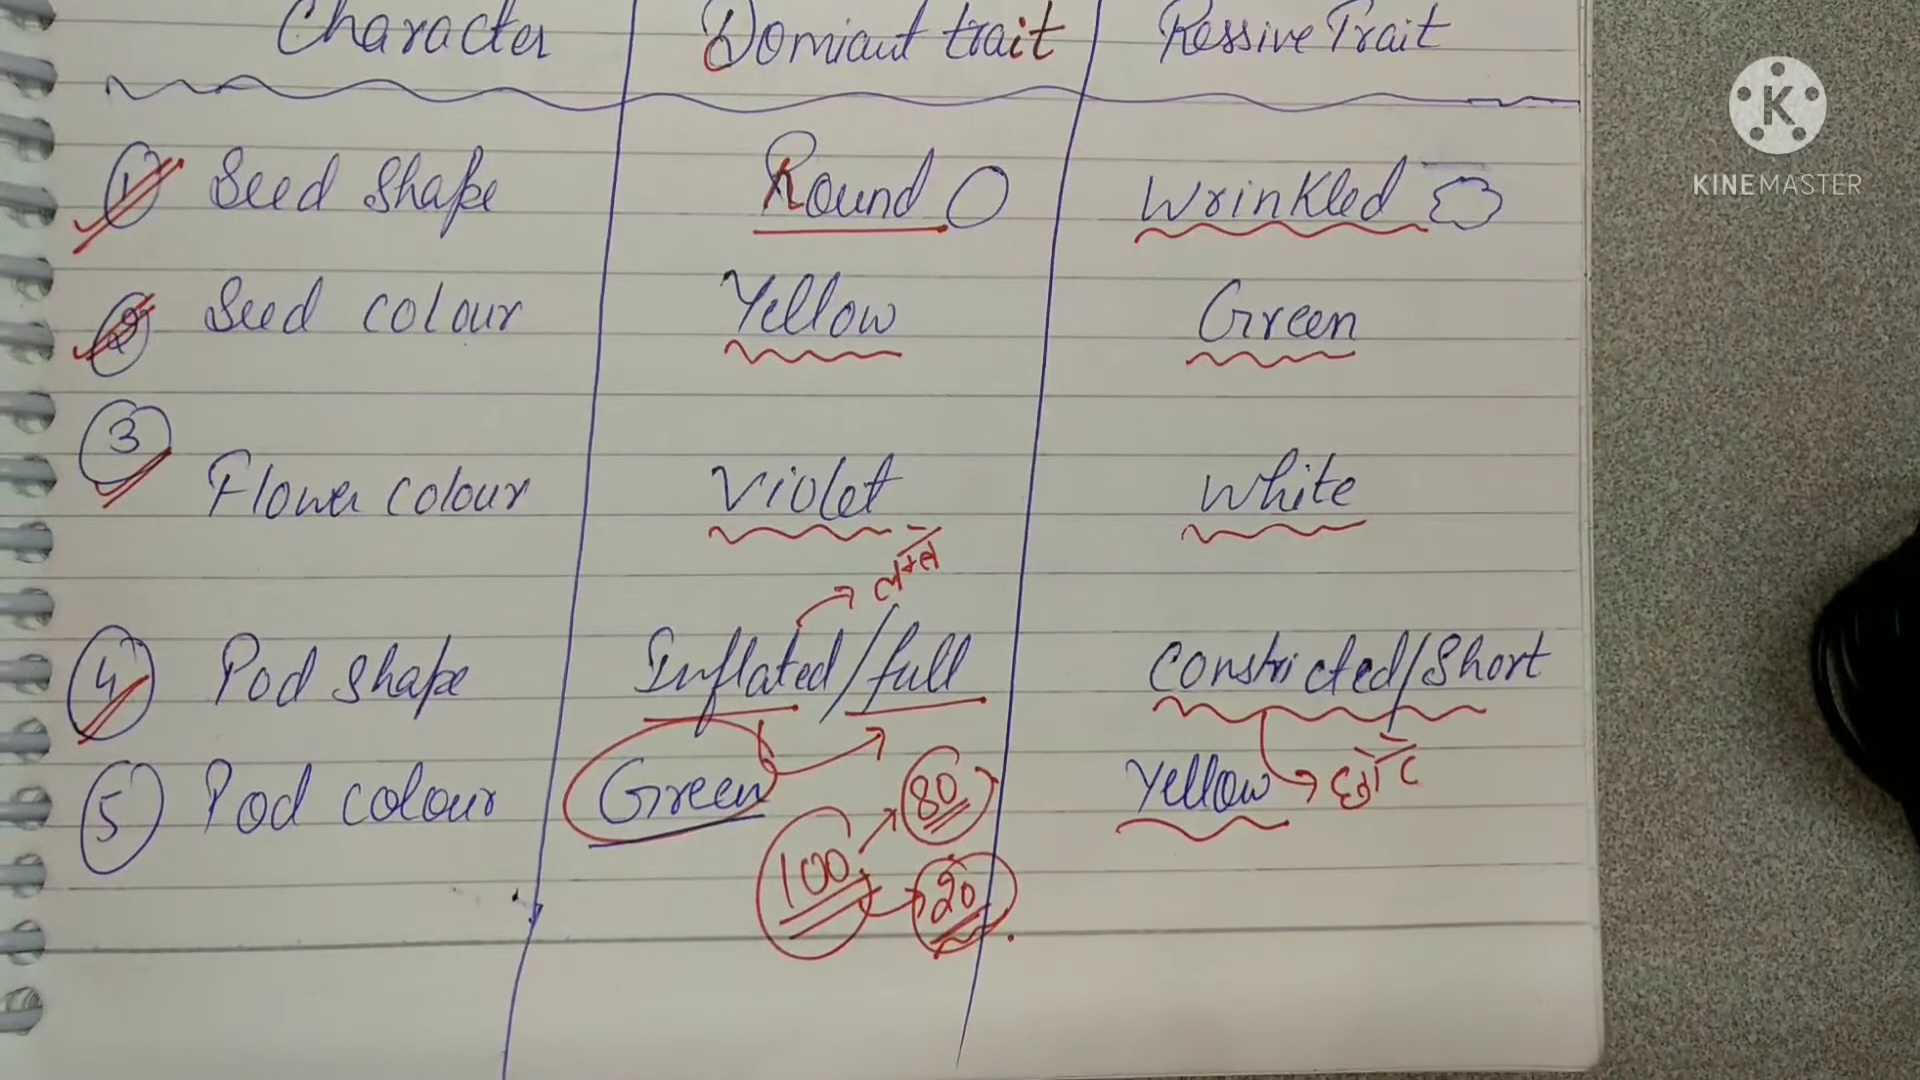 Character Domiant trait Ressive Trait
1 Seed Shape Round Wrinkled
2 Seed colour Yellow Green
3 Flower colour Violet White
4 Pod Shape Inflated/full Constricted/Short
5 Pod colour Green Yellow
80
100
20
K
KINEMASTER